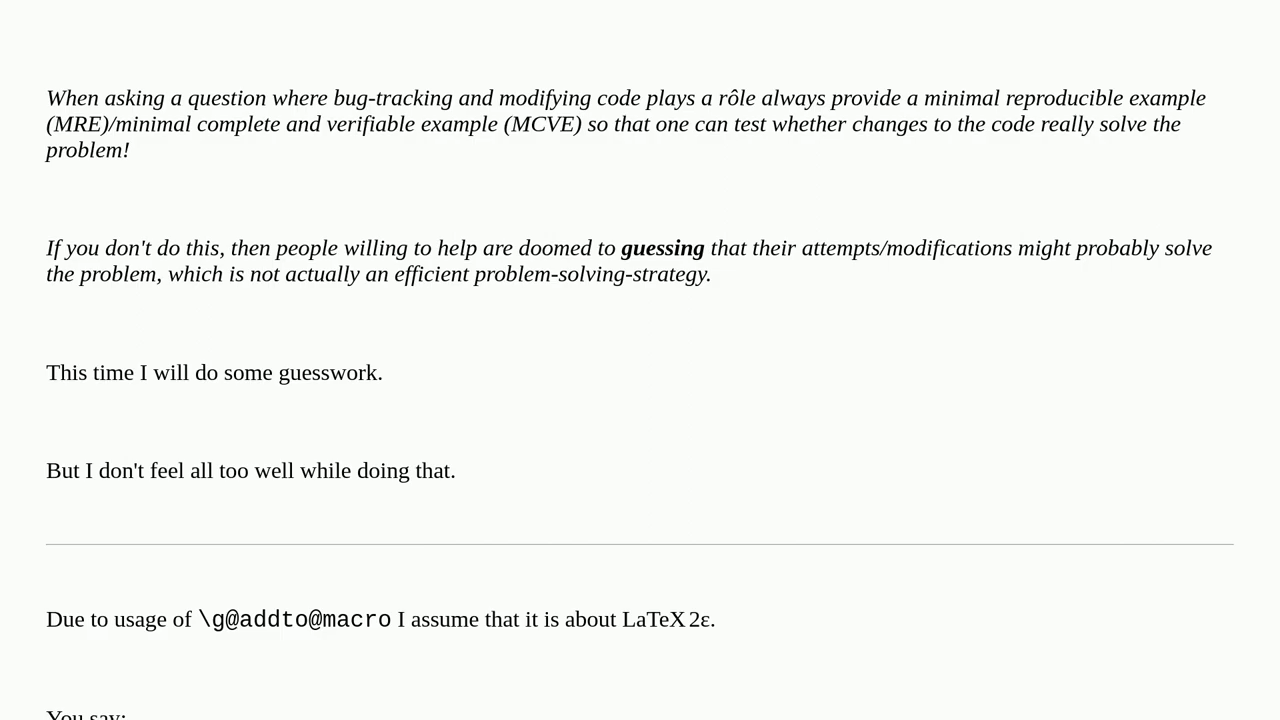 When asking a question where bug-tracking and modifying code plays a rôle always provide a minimal reproducible example
(MRE)/minimal complete and verifiable example (MCVE) so that one can test whether changes to the code really solve the
problem!
If you don't do this, then people willing to help are doomed to guessing that their attempts/modifications might probably solve
the problem, which is not actually an efficient problem-solving-strategy.
This time I will do some guesswork.
But I don't feel all too well while doing that.
Due to usage of \g@addto@macro I assume that it is about LaTeX 2ε.
You say: